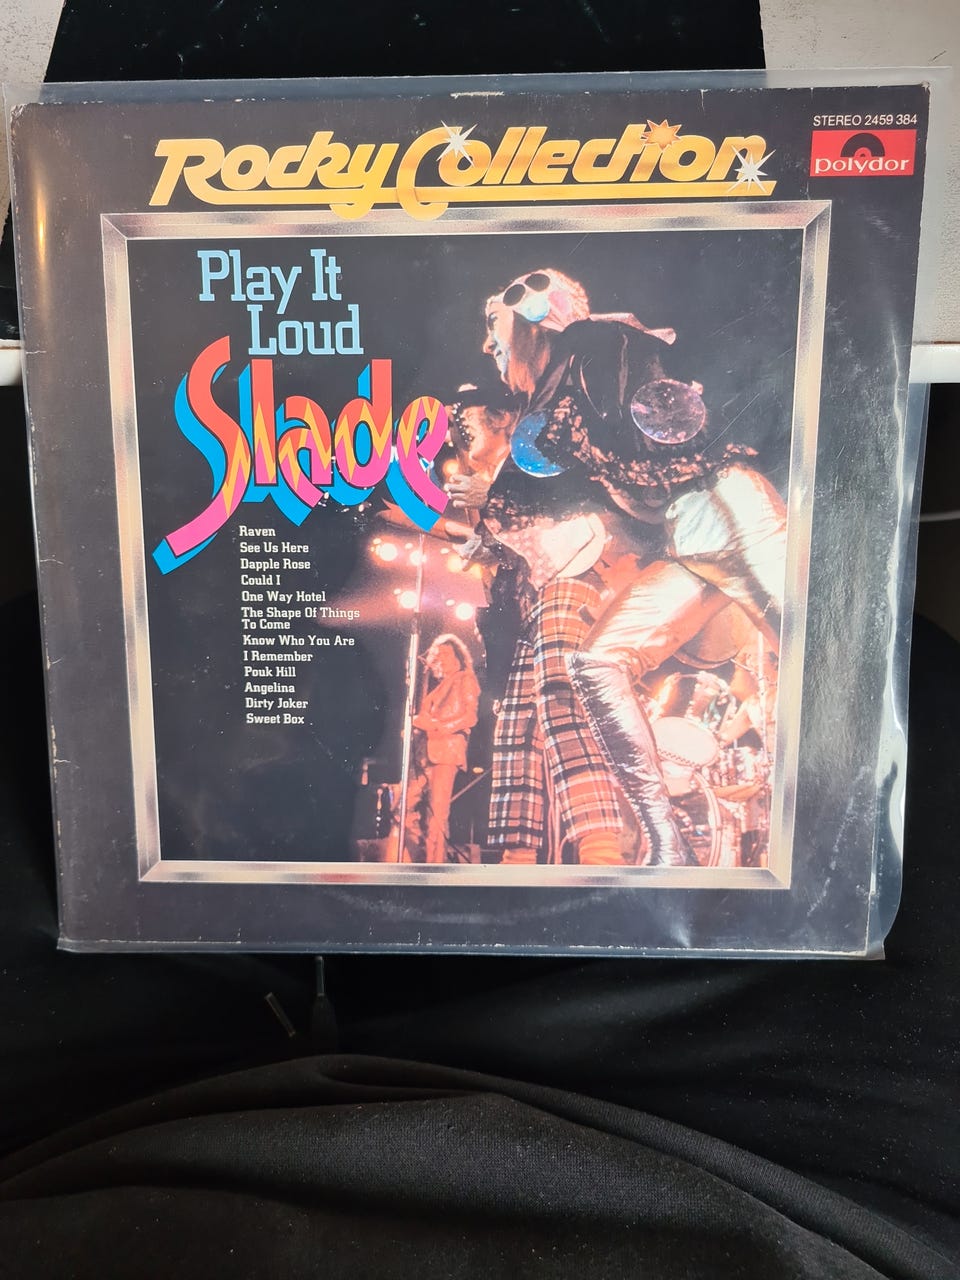 STEREO 2459 384
polydor
Rocky Collection
Play It
Loud
Slade
Raven
See Us Here
Dapple Rose
Could I
One Way Hotel
The Shape Of Things
To Come
Know Who You Are
I Remember
Pouk Hill
Angelina
Dirty Joker
Sweet Box